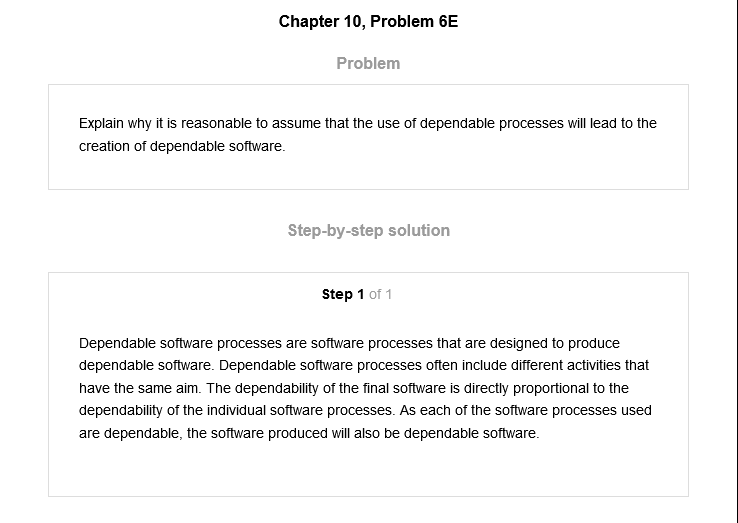 Chapter 10, Problem 6E
Problem
Explain why it is reasonable to assume that the use of dependable processes will lead to the
creation of dependable software.
Step-by-step solution
Step 1 of 1
Dependable software processes are software processes that are designed to produce
dependable software. Dependable software processes often include different activities that
have the same aim. The dependability of the final software is directly proportional to the
dependability of the individual software processes. As each of the software processes used
are dependable, the software produced will also be dependable software.